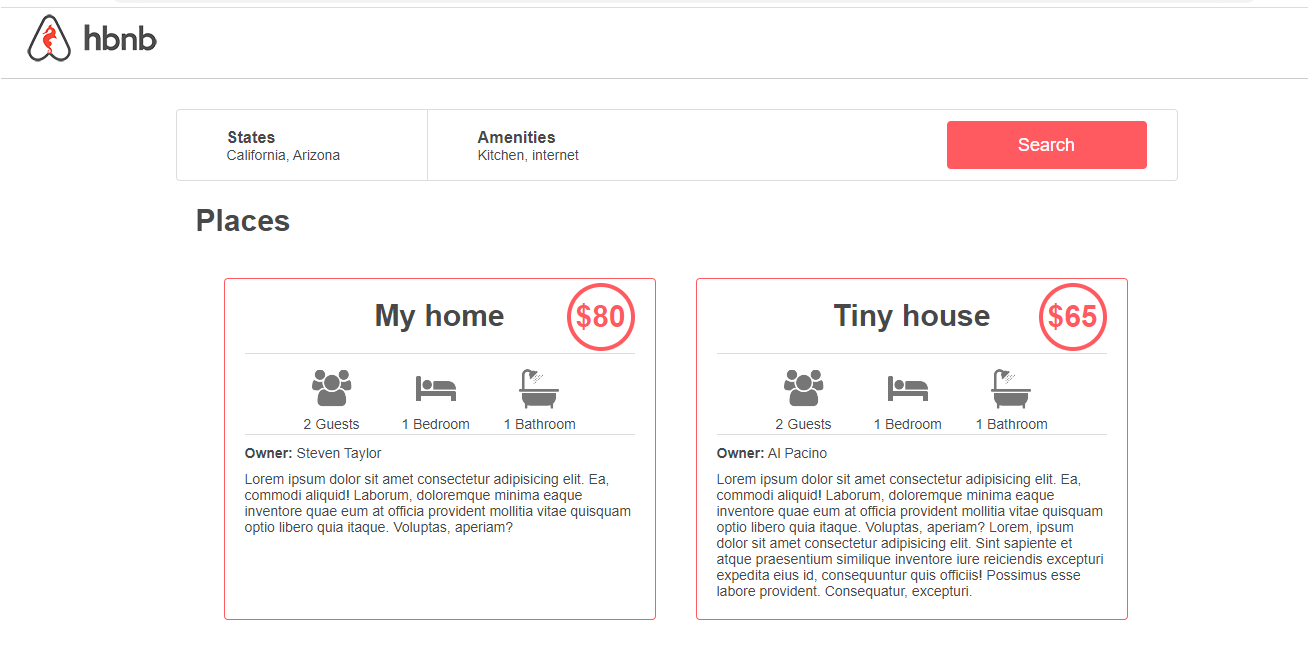 hbnb
States
California, Arizona
Amenities
Kitchen, internet
Search
Places
My home
$80
2 Guests
1 Bedroom
1 Bathroom
Owner: Steven Taylor
Lorem ipsum dolor sit amet consectetur adipisicing elit. Ea,
commodi aliquid! Laborum, doloremque minima eaque
inventore quae eum at officia provident mollitia vitae quisquam
optio libero quia itaque. Voluptas, aperiam?
Tiny house
$65
2 Guests
1 Bedroom
1 Bathroom
Owner: Al Pacino
Lorem ipsum dolor sit amet consectetur adipisicing elit. Ea,
commodi aliquid! Laborum, doloremque minima eaque
inventore quae eum at officia provident mollitia vitae quisquam
optio libero quia itaque. Voluptas, aperiam? Lorem, ipsum
dolor sit amet consectetur adipisicing elit. Sint sapiente et
atque praesentium similique inventore iure reiciendis excepturi
expedita eius id, consequuntur quis officiis! Possimus esse
labore provident. Consequatur, excepturi.